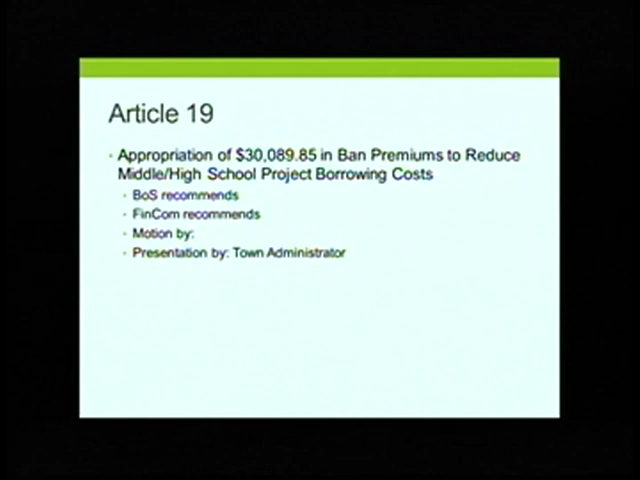 Article 19
Appropriation of $30,089.85 in Ban Premiums to Reduce
Middle/High School Project Borrowing Costs
BoS recommends
FinCom recommends
Motion by:
Presentation by: Town Administrator